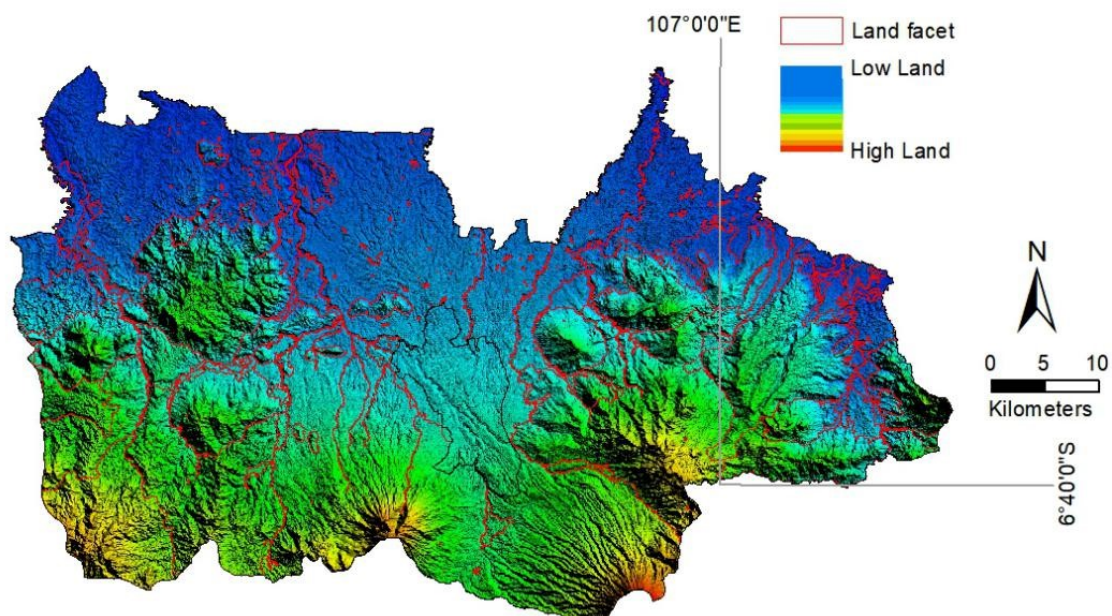 107°0'0"E
Land facet
Low Land
High Land
N
0 5 10
Kilometers
6°40'0"S